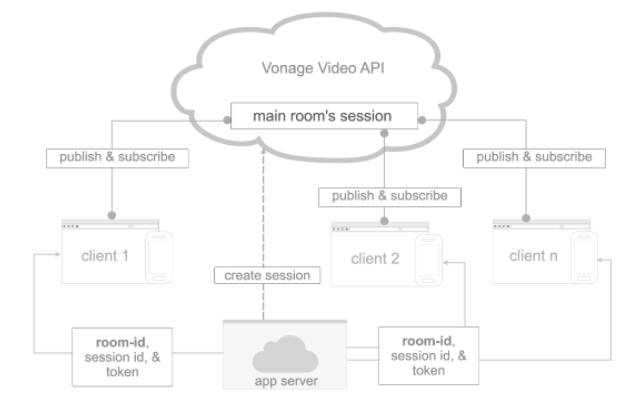 Vonage Video API
main room's session
publish & subscribe
publish & subscribe
publish & subscribe
client 1
client 2
client n
create session
room-id,
session id, &
token
room-id,
session id, &
token
app server